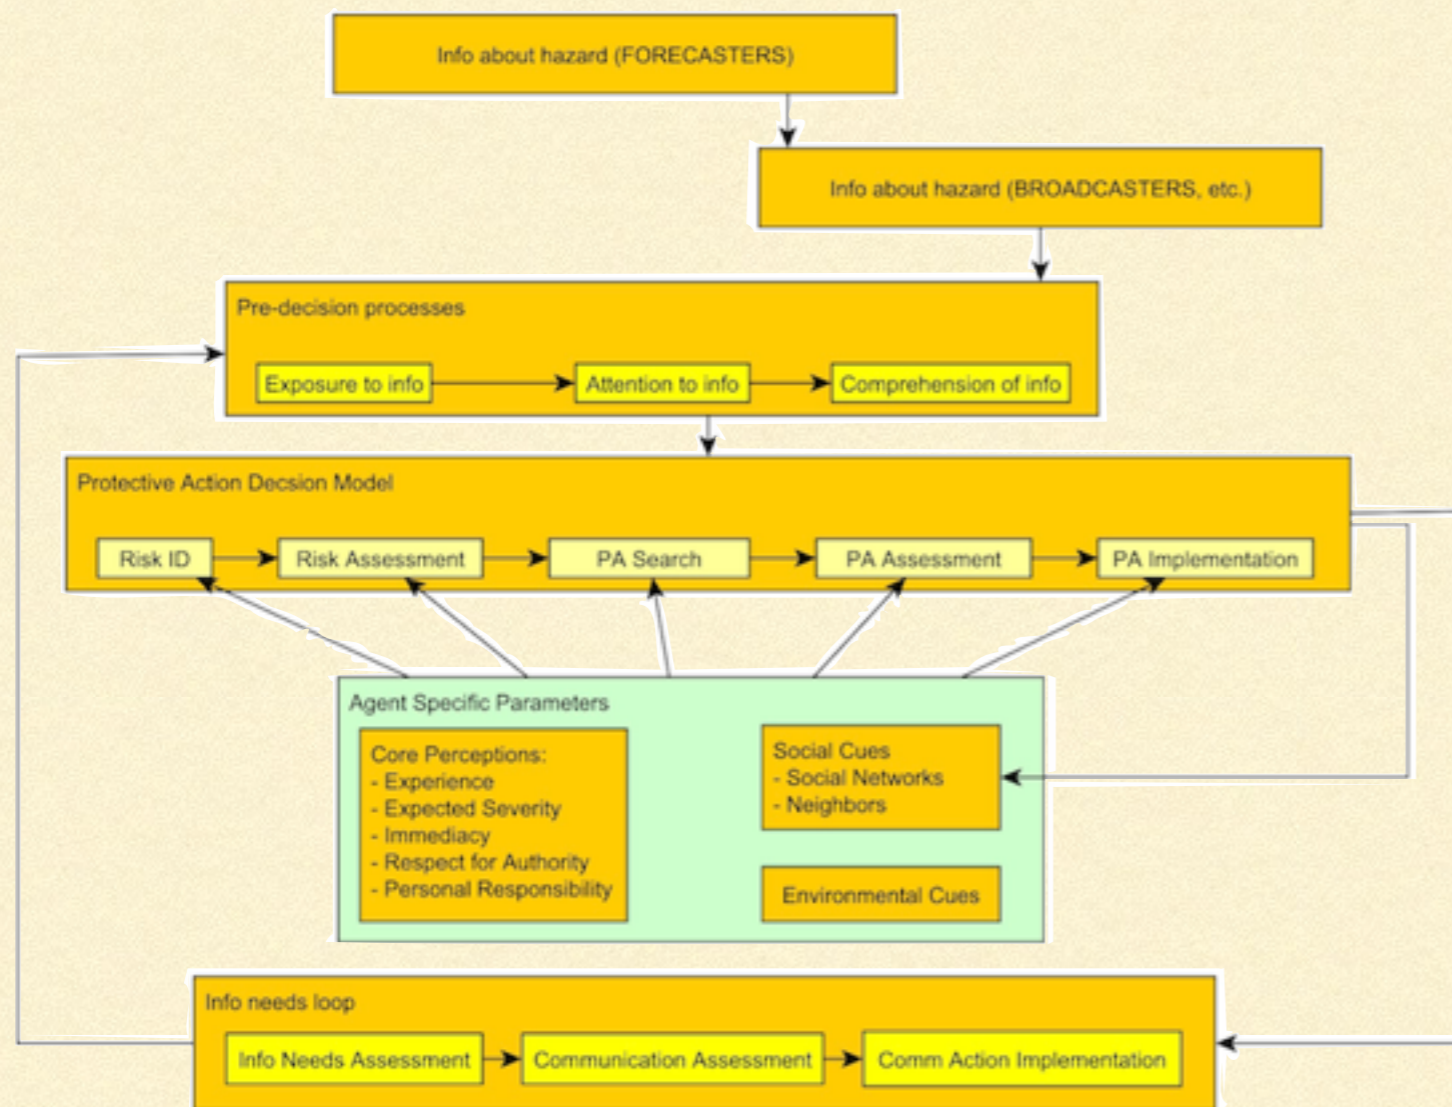 Info about hazard (FORECASTERS)
Info about hazard (BROADCASTERS, etc.)
Pre-decision processes
Exposure to info
Attention to info
Comprehension of info
Protective Action Decsion Model
Risk ID
Risk Assessment
PA Search
PA Assessment
PA Implementation
Agent Specific Parameters
Core Perceptions:
- Experience
- Expected Severity
- Immediacy
- Respect for Authority
- Personal Responsibility
Social Cues
- Social Networks
- Neighbors
Environmental Cues
Info needs loop
Info Needs Assessment
Communication Assessment
Comm Action Implementation